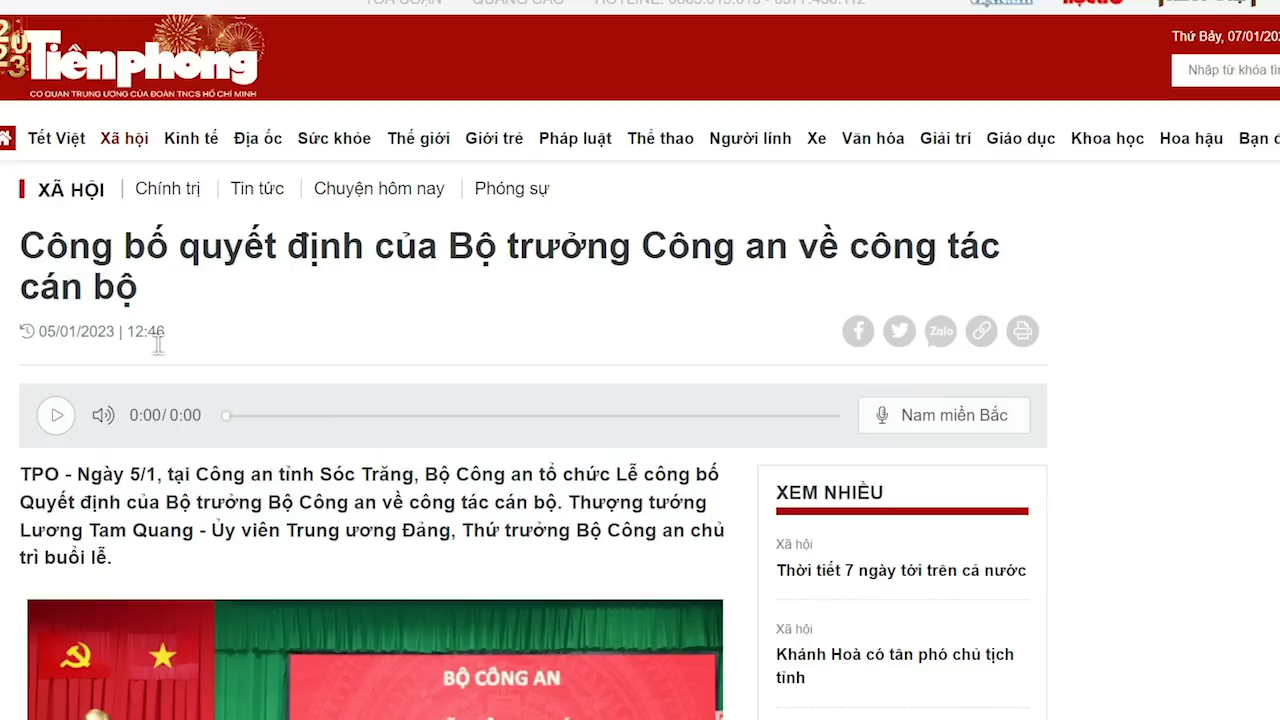 TÒA SOẠN QUẢNG CÁO HOTLINE:
2023
Tiền phong
CƠ QUAN TRUNG ƯƠNG CỦA ĐOÀN TNCS HỒ CHÍ MINH
Thứ Bảy, 07/01/202
Nhập từ khóa tìm
Tết Việt Xã hội Kinh tế Địa ốc Sức khỏe Thế giới Giới trẻ Pháp luật Thể thao Người lính Xe Văn hóa Giải trí Giáo dục Khoa học Hoa hậu Bạn
XÃ HỘI Chính trị Tin tức Chuyện hôm nay Phóng sự
Công bố quyết định của Bộ trưởng Công an về công tác
cán bộ
05/01/2023 | 12:46
Zalo
0:00/ 0:00
Nam miền Bắc
TPO - Ngày 5/1, tại Công an tỉnh Sóc Trăng, Bộ Công an tổ chức Lễ công bố
Quyết định của Bộ trưởng Bộ Công an về công tác cán bộ. Thượng tướng
Lương Tam Quang - Ủy viên Trung ương Đảng, Thứ trưởng Bộ Công an chủ
trì buổi lễ.
BỘ CÔNG AN
XEM NHIỀU
Xã hội
Thời tiết 7 ngày tới trên cả nước
Xã hội
Khánh Hoà có tân phó chủ tịch
tỉnh